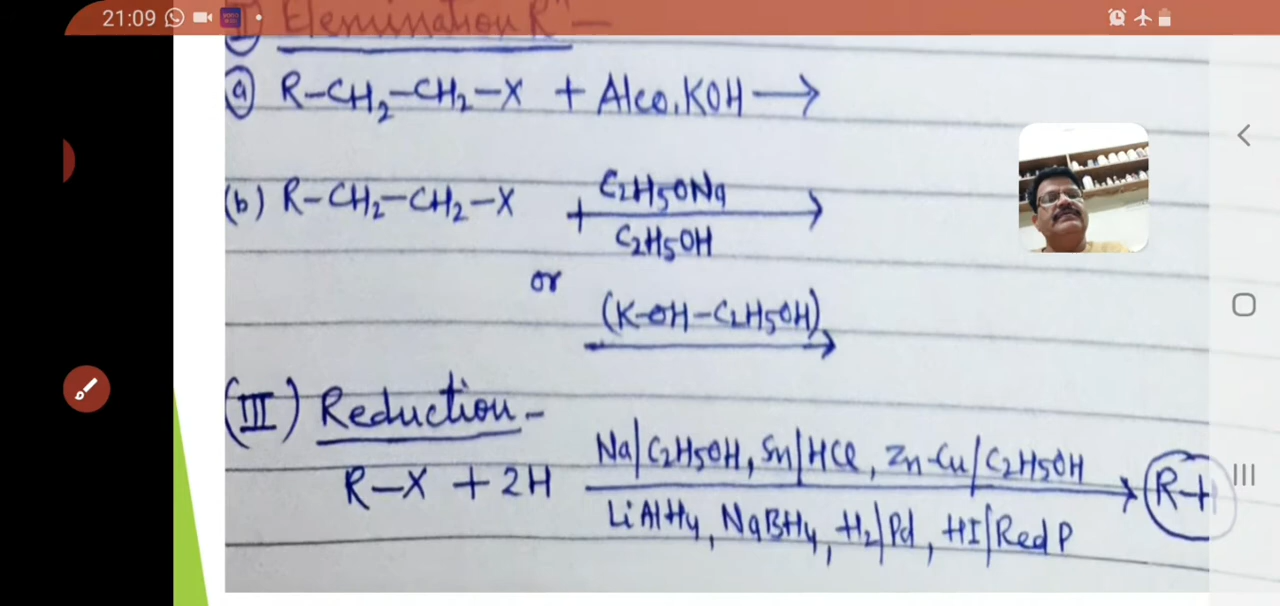 21:09
(II) Elemination Rⁿ —
(a) R-CH₂-CH₂-X + Alco.KOH →
(b) R-CH₂-CH₂-X + C₂H₅ONa →
C₂H₅OH
or
(K-OH-C₂H₅OH) →
(III) Reduction -
Na/C₂H₅OH, Sn/HCl, Zn-Cu/C₂H₅OH
R-X + 2H → R-H
LiAlH₄, NaBH₄, H₂/Pd, HI/Red P